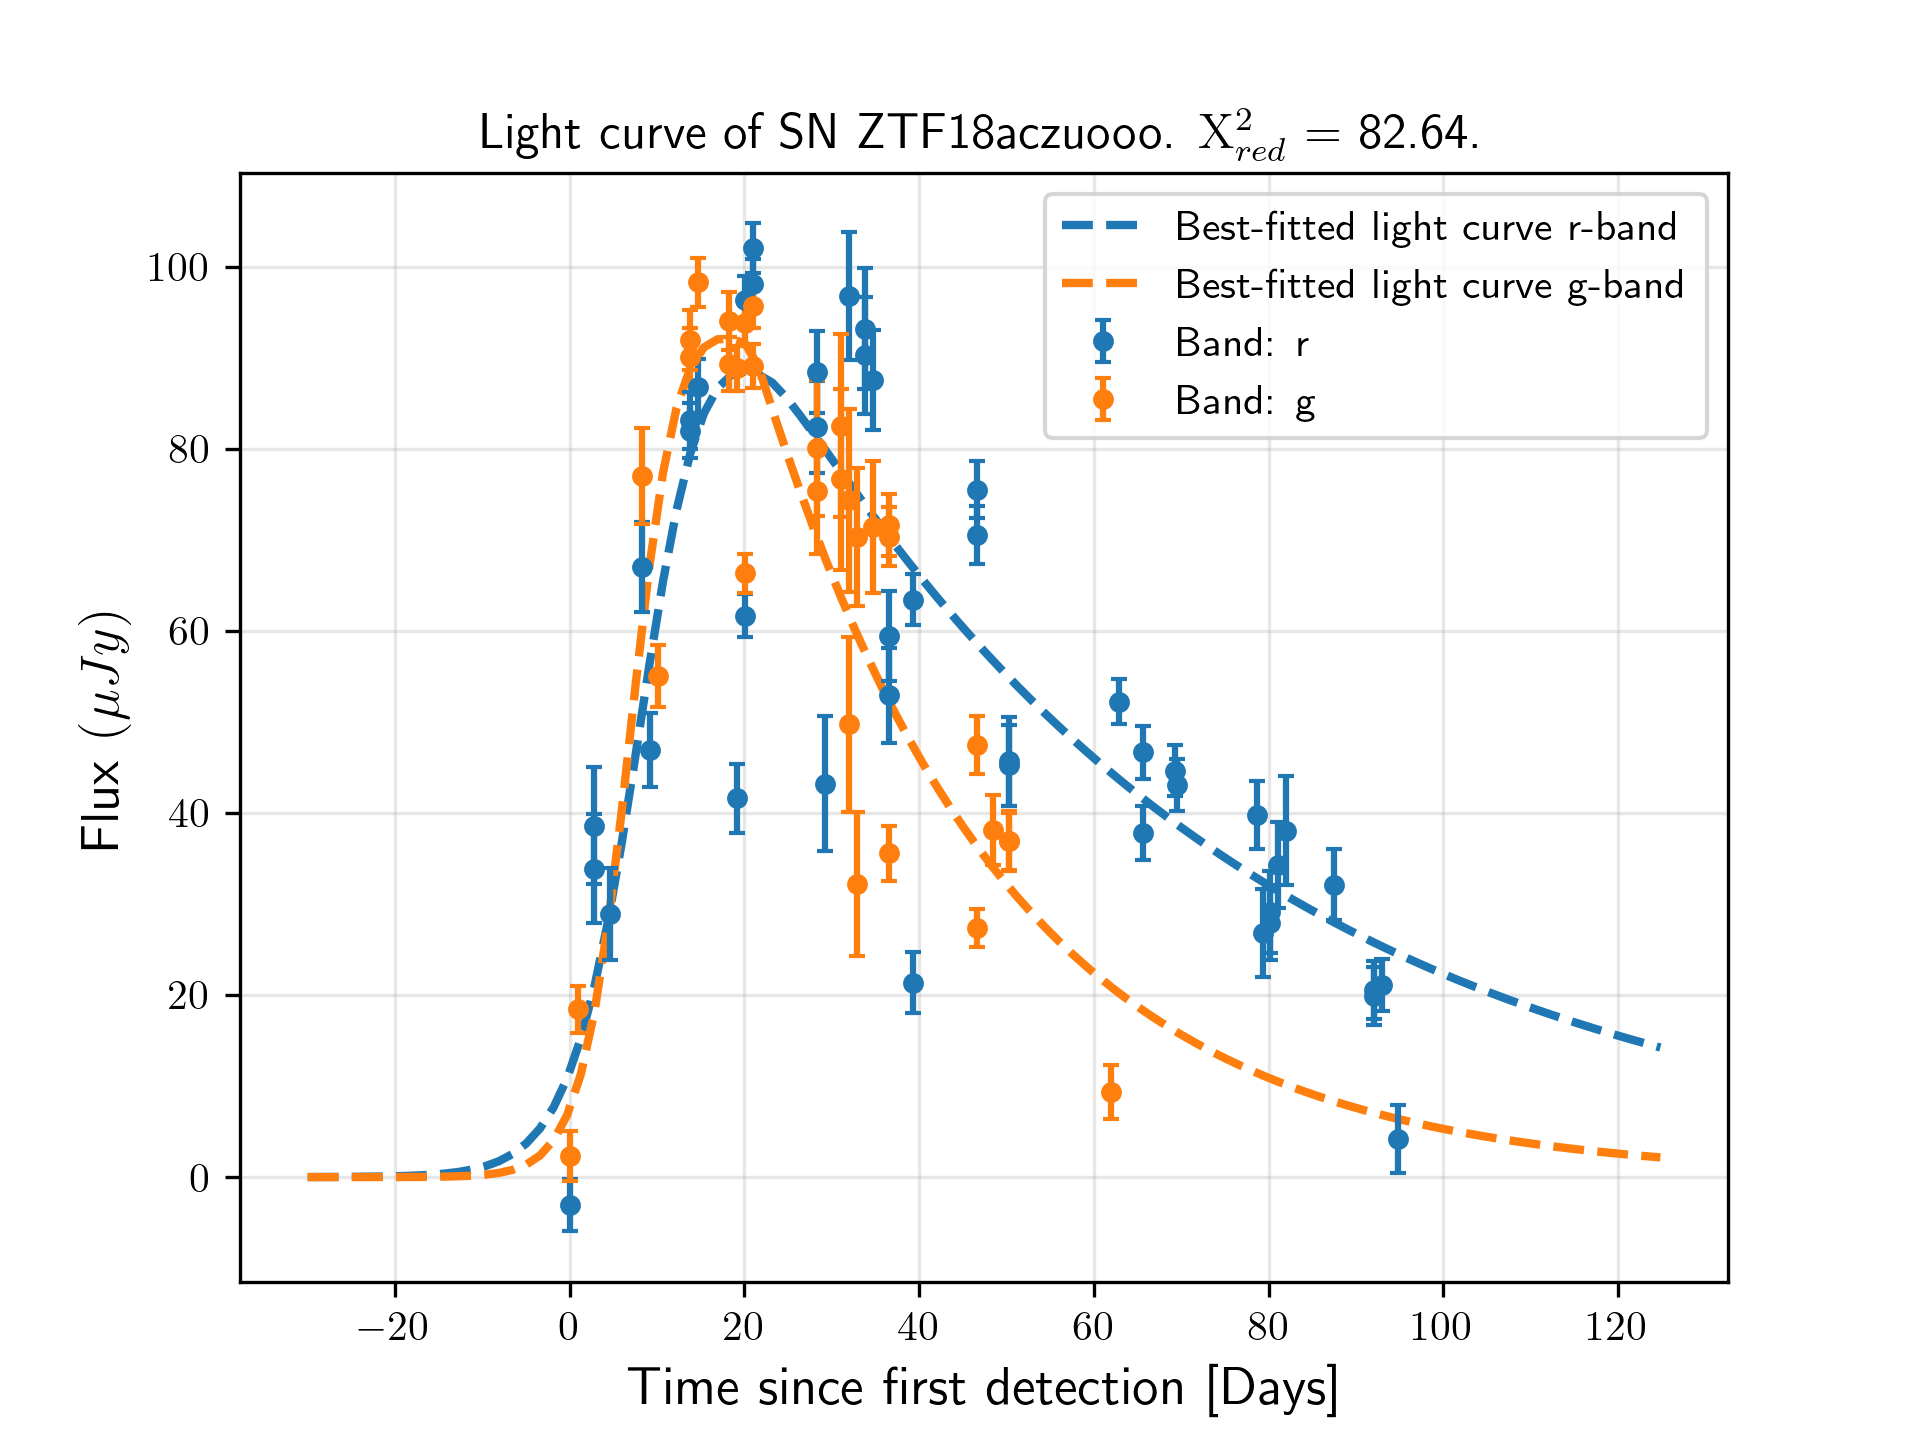 Light curve of SN ZTF18aczuooo. X²_red = 82.64.
Best-fitted light curve r-band
Best-fitted light curve g-band
Band: r
Band: g
Flux (μJy)
100
80
60
40
20
0
−20 0 20 40 60 80 100 120
Time since first detection [Days]